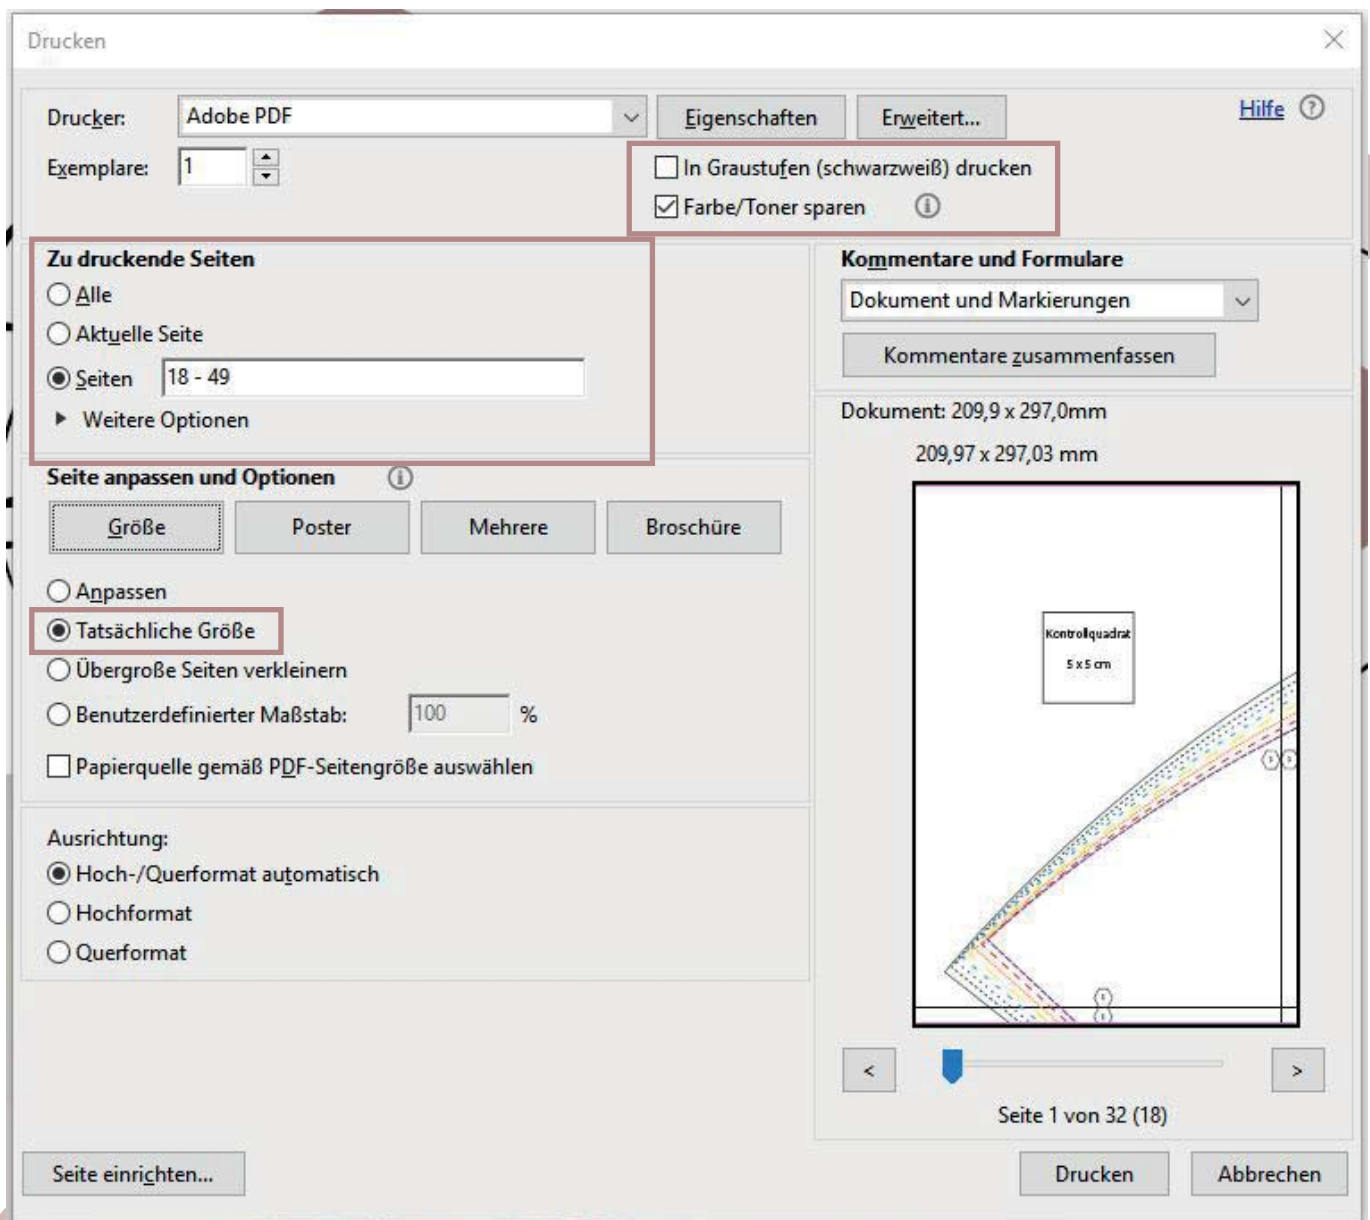 Drucken
Drucker: Adobe PDF Eigenschaften Erweitert... Hilfe ?
Exemplare: 1 In Graustufen (schwarzweiß) drucken
Farbe/Toner sparen i
Zu druckende Seiten
Alle
Aktuelle Seite
Seiten 18 - 49
Weitere Optionen
Kommentare und Formulare
Dokument und Markierungen
Kommentare zusammenfassen
Dokument: 209,9 x 297,0mm
209,97 x 297,03 mm
Seite anpassen und Optionen i
Größe Poster Mehrere Broschüre
Anpassen
Tatsächliche Größe
Übergroße Seiten verkleinern
Benutzerdefinierter Maßstab: 100 %
Papierquelle gemäß PDF-Seitengröße auswählen
Ausrichtung:
Hoch-/Querformat automatisch
Hochformat
Querformat
Kontrollquadrat
5 x 5 cm
< >
Seite 1 von 32 (18)
Seite einrichten... Drucken Abbrechen